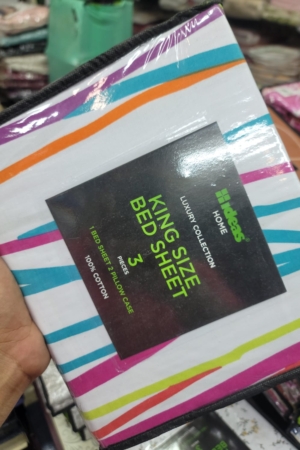 ideas
HOME
LUXURY COLLECTION
KING SIZE
BED SHEET
3
PIECES
1 BED SHEET 2 PILLOW CASE
100% COTTON